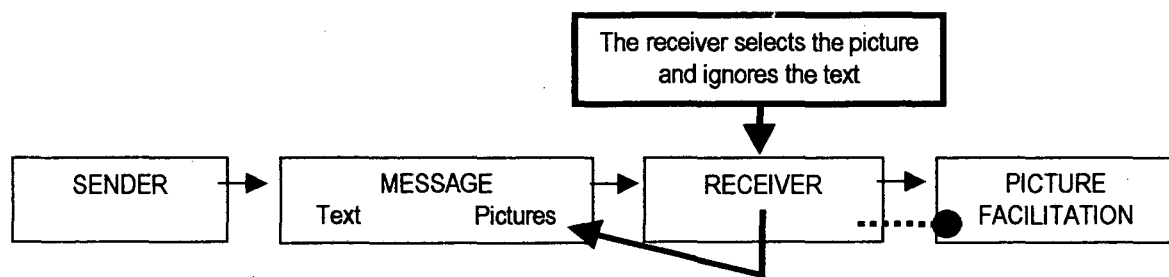 The receiver selects the picture
and ignores the text
SENDER
MESSAGE
Text Pictures
RECEIVER
PICTURE
FACILITATION